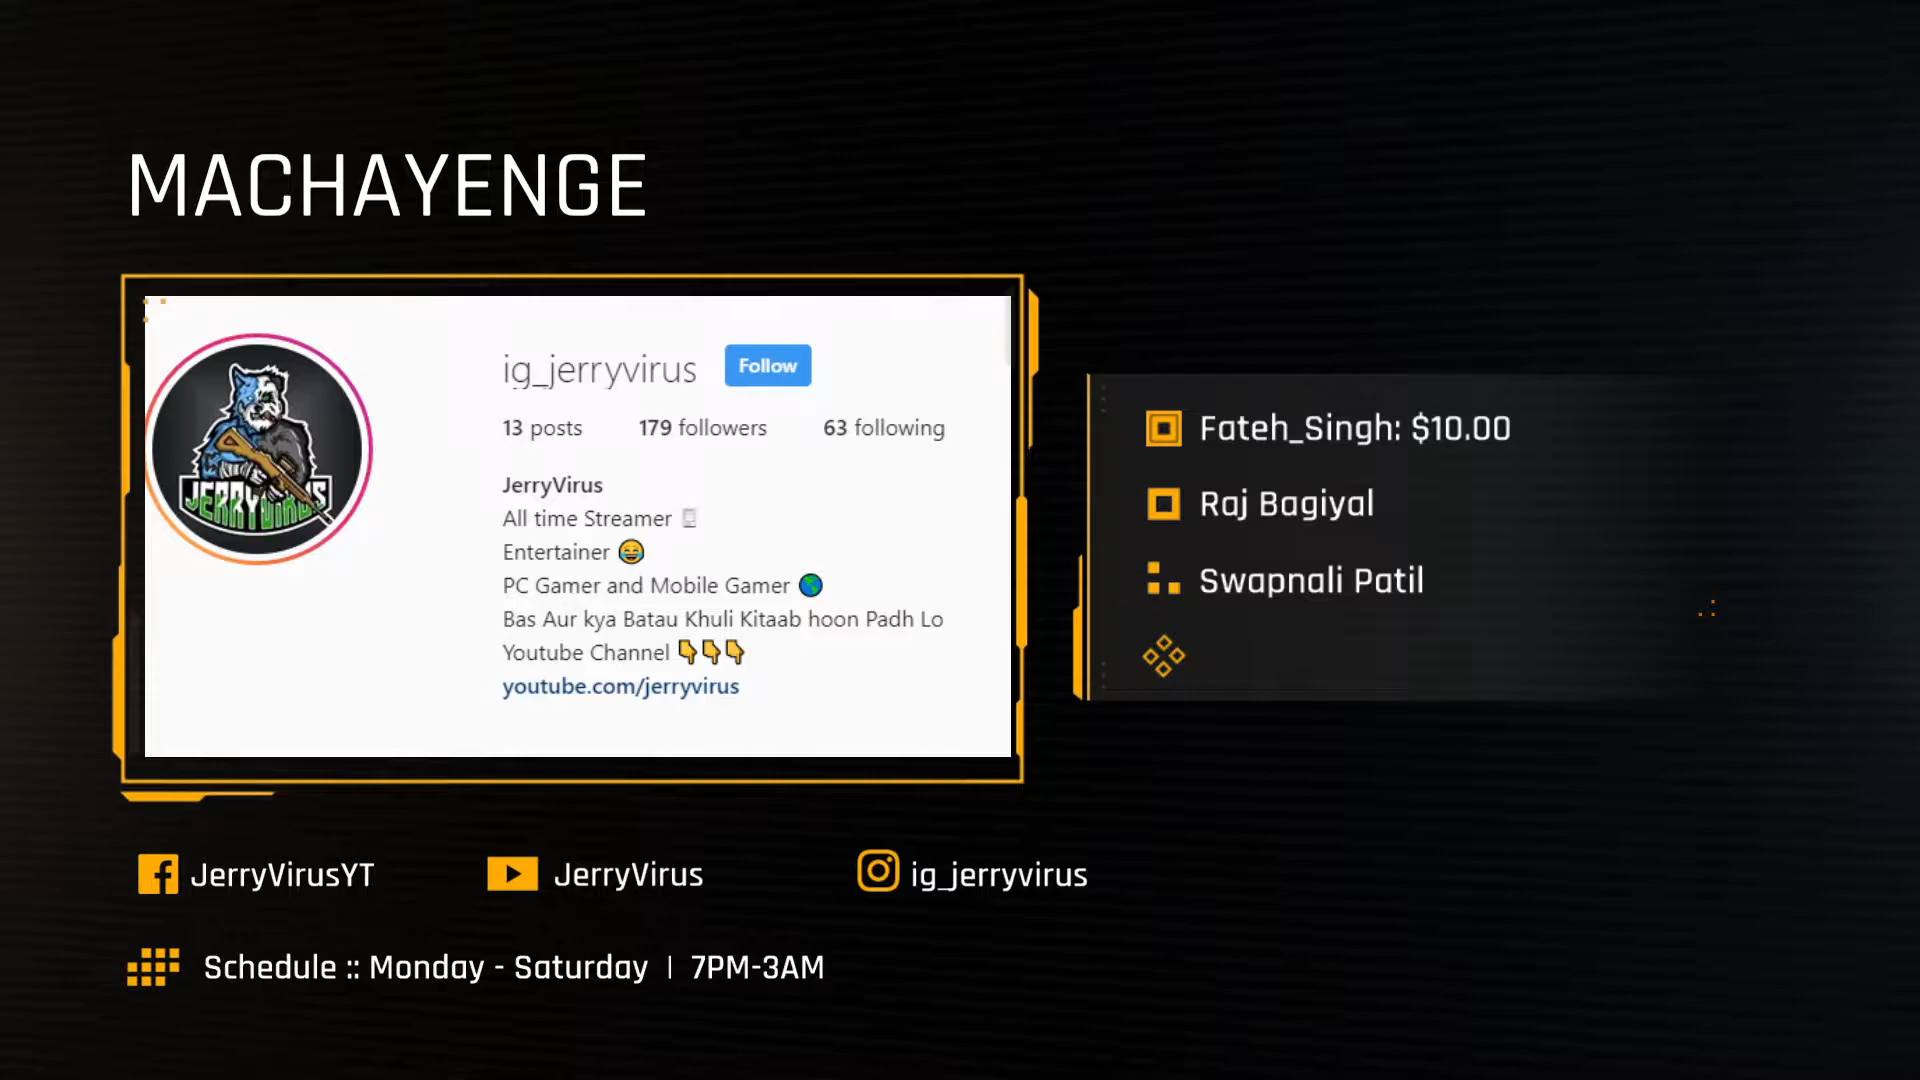 MACHAYENGE
ig_jerryvirus Follow
13 posts 179 followers 63 following
JerryVirus
All time Streamer
Entertainer 😂
PC Gamer and Mobile Gamer 🌎
Bas Aur kya Batau Khuli Kitaab hoon Padh Lo
Youtube Channel 👇👇👇
youtube.com/jerryvirus
JERRYVIRUS
Fateh_Singh: $10.00
Raj Bagiyal
Swapnali Patil
JerryVirusYT JerryVirus ig_jerryvirus
Schedule :: Monday - Saturday | 7PM-3AM